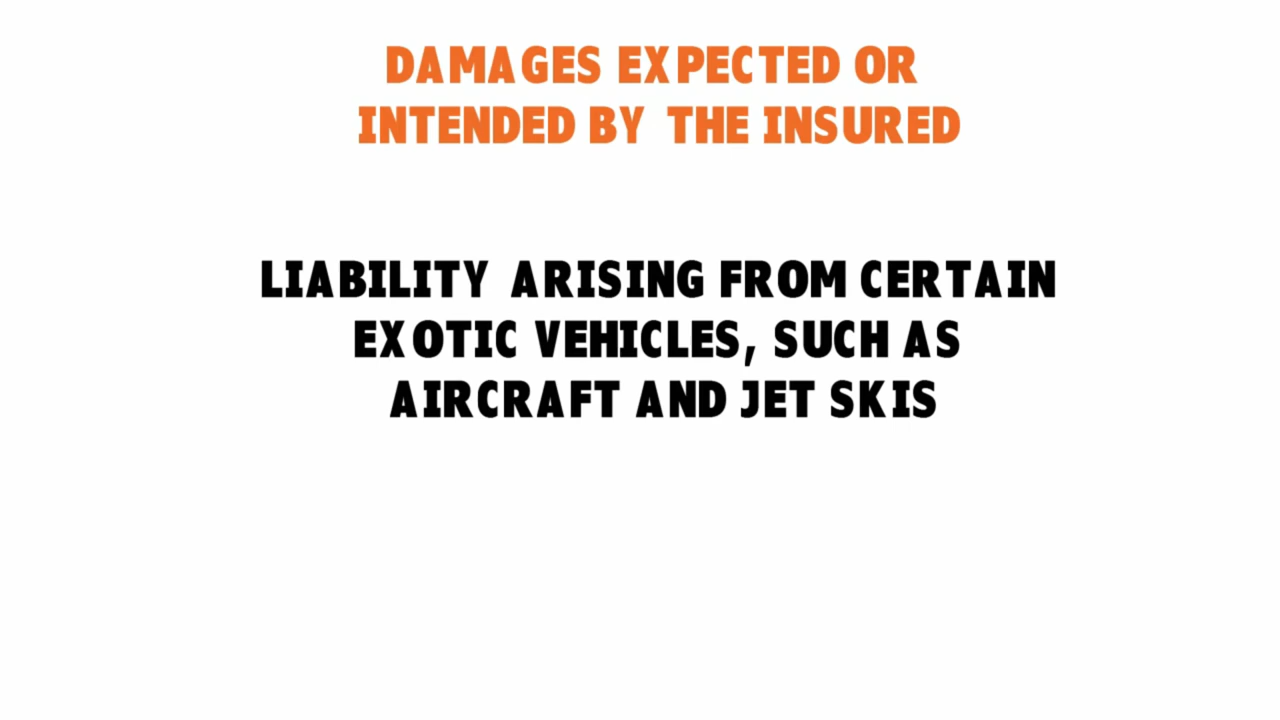 DAMAGES EXPECTED OR
INTENDED BY THE INSURED
LIABILITY ARISING FROM CERTAIN
EXOTIC VEHICLES, SUCH AS
AIRCRAFT AND JET SKIS